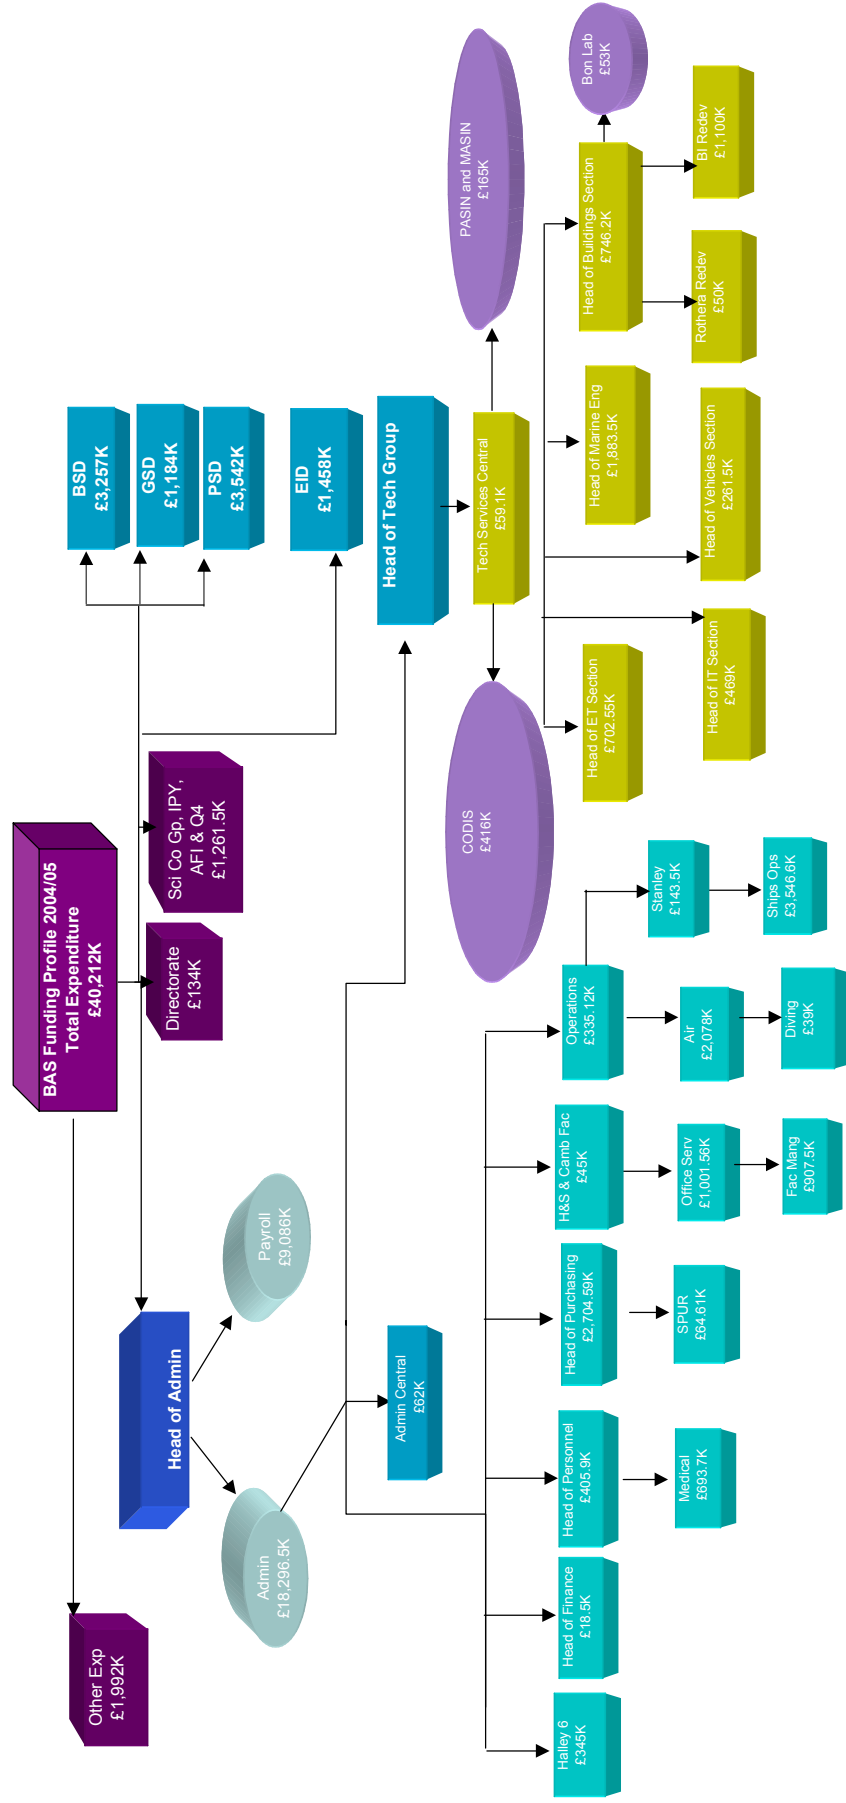 BAS Funding Profile 2004/05
Total Expenditure
£40,212K
Other Exp
£1,992K
Directorate
£134K
Sci Co Gp, IPY,
AFI & Q4
£1,261.5K
BSD
£3,257K
GSD
£1,184K
PSD
£3,542K
EID
£1,458K
Head of Admin
Admin
£18,296.5K
Payroll
£9,086K
Admin Central
£62K
Head of Tech Group
Tech Services Central
£59.1K
CODIS
£416K
PASIN and MASIN
£165K
Halley 6
£345K
Head of Finance
£18.5K
Head of Personnel
£405.9K
Medical
£693.7K
Head of Purchasing
£2,704.59K
SPUR
£64.61K
H&S & Camb Fac
£45K
Office Serv
£1,001.56K
Fac Mang
£907.5K
Operations
£335.12K
Air
£2,078K
Diving
£39K
Stanley
£143.5K
Ships Ops
£3,546.6K
Head of ET Section
£702.55K
Head of IT Section
£469K
Head of Vehicles Section
£261.5K
Head of Marine Eng
£1,883.5K
Head of Buildings Section
£746.2K
Rothera Redev
£50K
BI Redev
£1,100K
Bon Lab
£53K